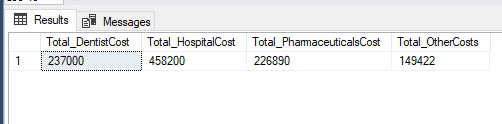 Results Messages
Total_DentistCost Total_HospitalCost Total_PharmaceuticalsCost Total_OtherCosts
1 237000 458200 226890 149422